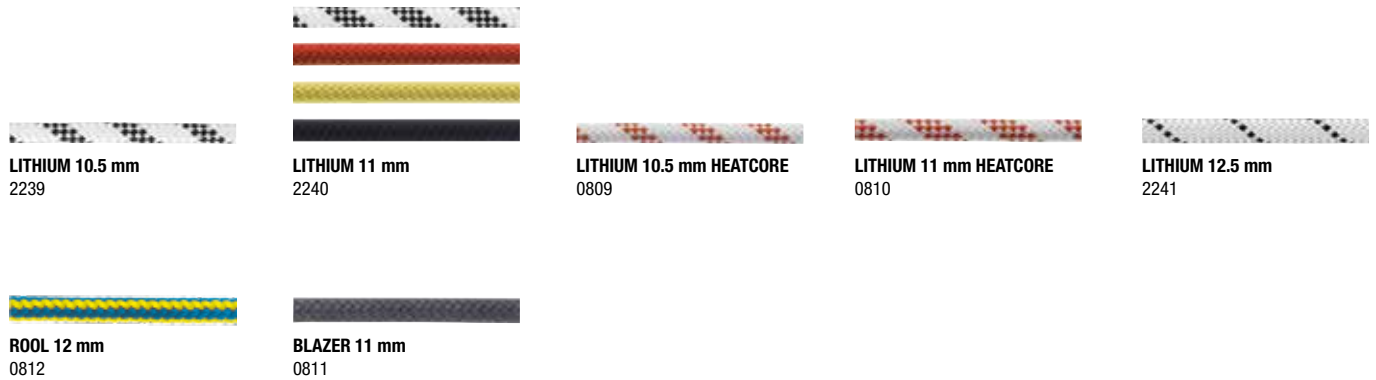 LITHIUM 10.5 mm
2239
LITHIUM 11 mm
2240
LITHIUM 10.5 mm HEATCORE
0809
LITHIUM 11 mm HEATCORE
0810
LITHIUM 12.5 mm
2241
ROOL 12 mm
0812
BLAZER 11 mm
0811